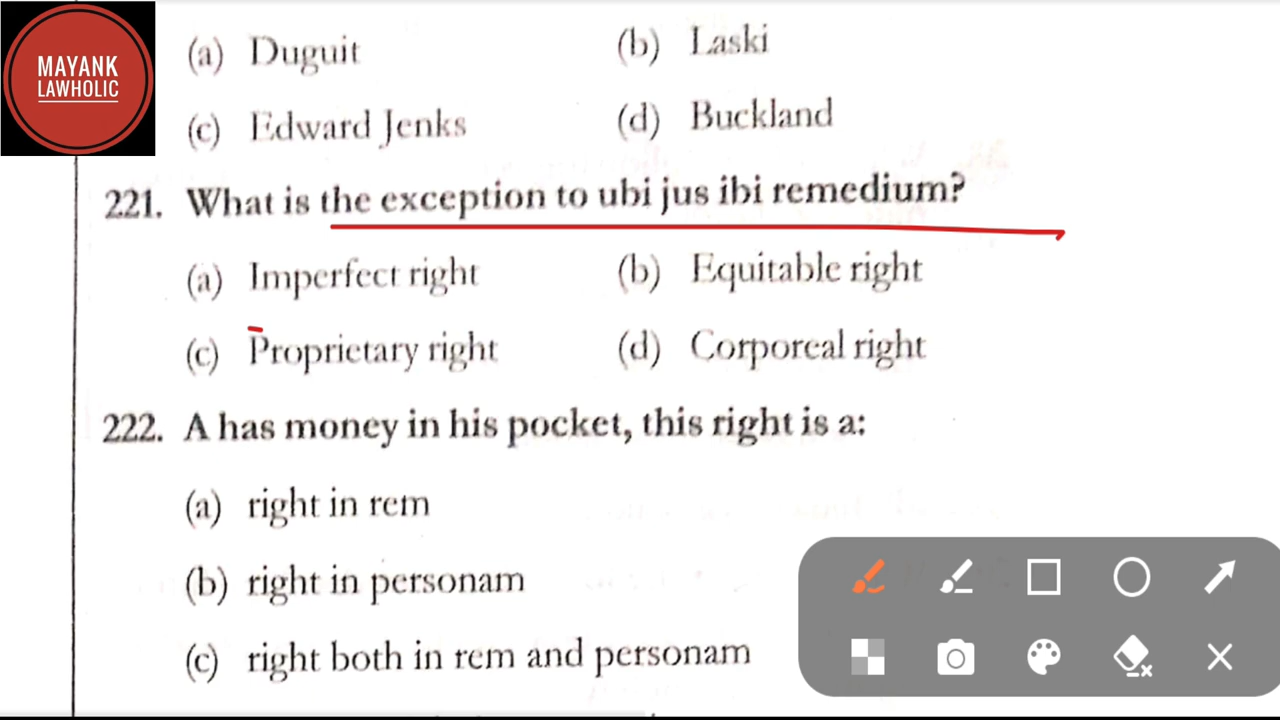 MAYANK
LAWHOLIC
(a) Duguit (b) Laski
(c) Edward Jenks (d) Buckland
221. What is the exception to ubi jus ibi remedium?
(a) Imperfect right (b) Equitable right
(c) Proprietary right (d) Corporeal right
222. A has money in his pocket, this right is a:
(a) right in rem
(b) right in personam
(c) right both in rem and personam